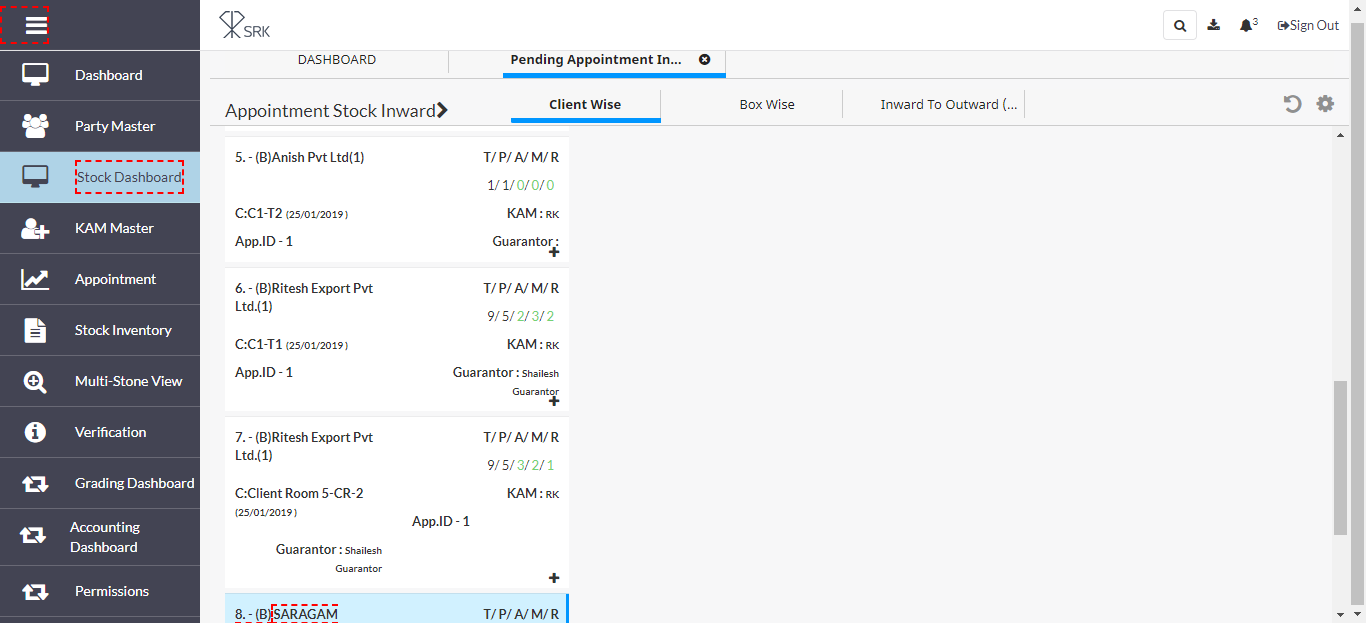 SRK
3
Sign Out
DASHBOARD
Pending Appointment In...
Appointment Stock Inward
Client Wise
Box Wise
Inward To Outward (...
Dashboard
Party Master
Stock Dashboard
KAM Master
Appointment
Stock Inventory
Multi-Stone View
Verification
Grading Dashboard
Accounting
Dashboard
Permissions
5. - (B)Anish Pvt Ltd(1)
T/ P/ A/ M/ R
1/ 1/ 0/ 0/ 0
C:C1-T2 (25/01/2019 )
KAM : RK
App.ID - 1
Guarantor :
6. - (B)Ritesh Export Pvt
Ltd.(1)
T/ P/ A/ M/ R
9/ 5/ 2/ 3/ 2
C:C1-T1 (25/01/2019 )
KAM : RK
App.ID - 1
Guarantor : Shailesh
Guarantor
7. - (B)Ritesh Export Pvt
Ltd.(1)
T/ P/ A/ M/ R
9/ 5/ 3/ 2/ 1
C:Client Room 5-CR-2
(25/01/2019 )
KAM : RK
App.ID - 1
Guarantor : Shailesh
Guarantor
8. - (B)SARAGAM
T/ P/ A/ M/ R